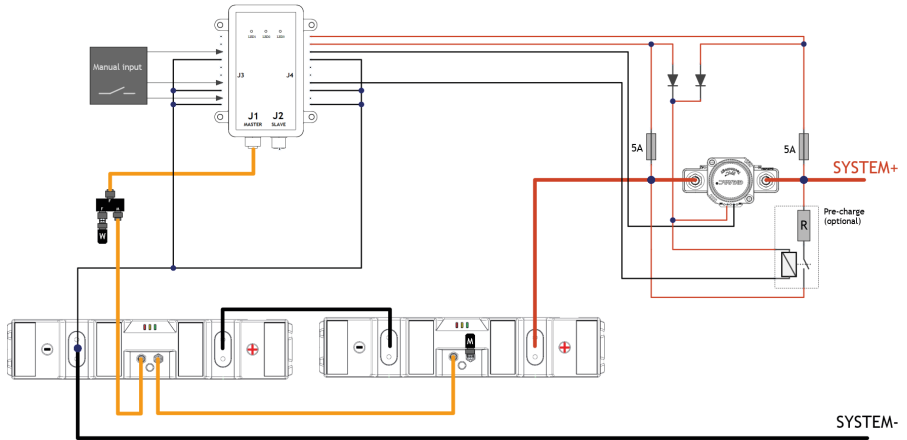 LED1 LED2 LED3
Manual input
J3
J4
J1
J2
MASTER
SLAVE
5A
5A
SYSTEM+
Pre-charge
(optional)
R
W
M
SYSTEM-